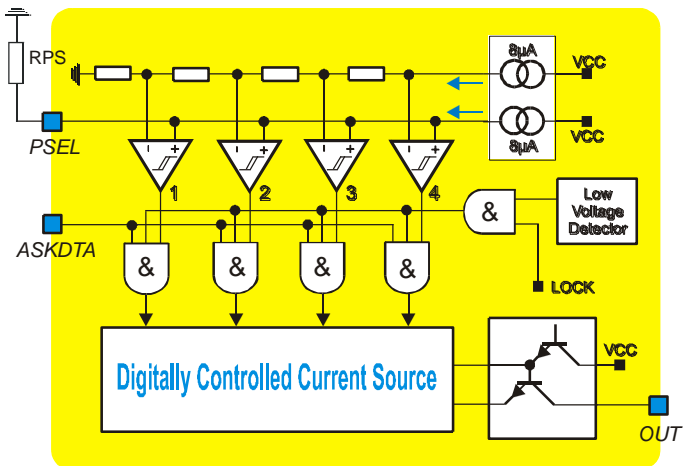 RPS
8µA
VCC
PSEL
- +
- +
- +
- +
8µA
VCC
1
2
3
4
ASKDTA
&
Low
Voltage
Detector
&
&
&
&
LOCK
Digitally Controlled Current Source
VCC
OUT